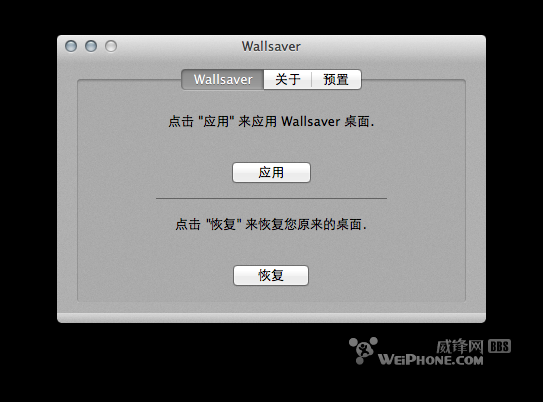 Wallsaver
Wallsaver 关于 预置
点击 "应用" 来应用 Wallsaver 桌面.
应用
点击 "恢复" 来恢复您原来的桌面.
恢复
威锋网 BBS
WEIPHONE.COM